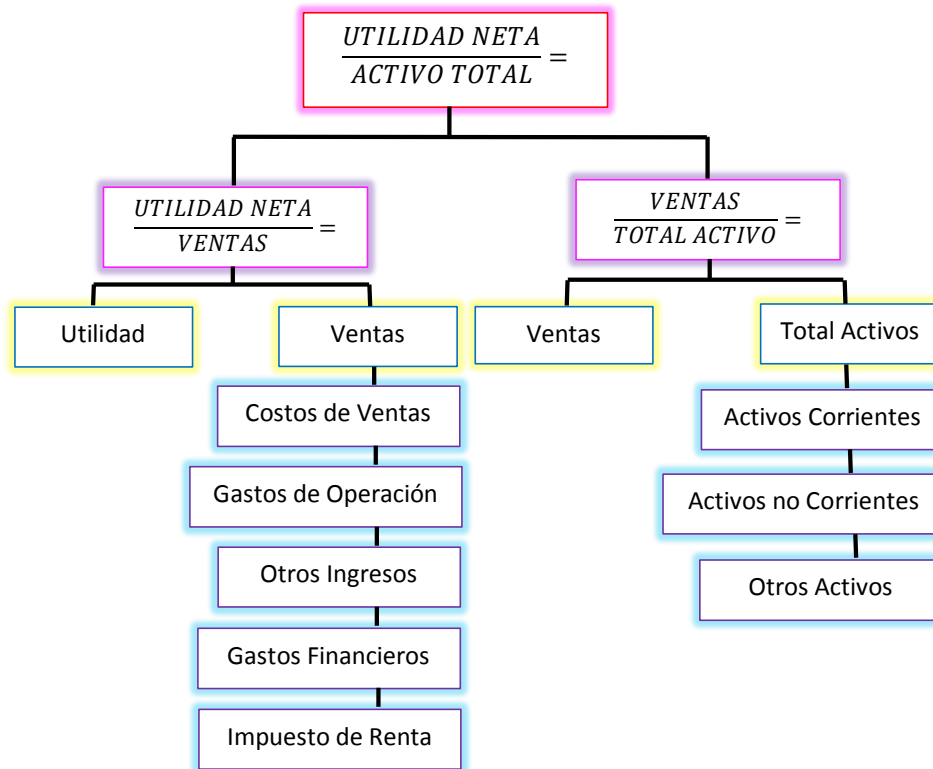 UTILIDAD NETA
ACTIVO TOTAL =
UTILIDAD NETA
VENTAS =
VENTAS
TOTAL ACTIVO =
Utilidad
Ventas
Ventas
Total Activos
Costos de Ventas
Activos Corrientes
Gastos de Operación
Activos no Corrientes
Otros Ingresos
Otros Activos
Gastos Financieros
Impuesto de Renta